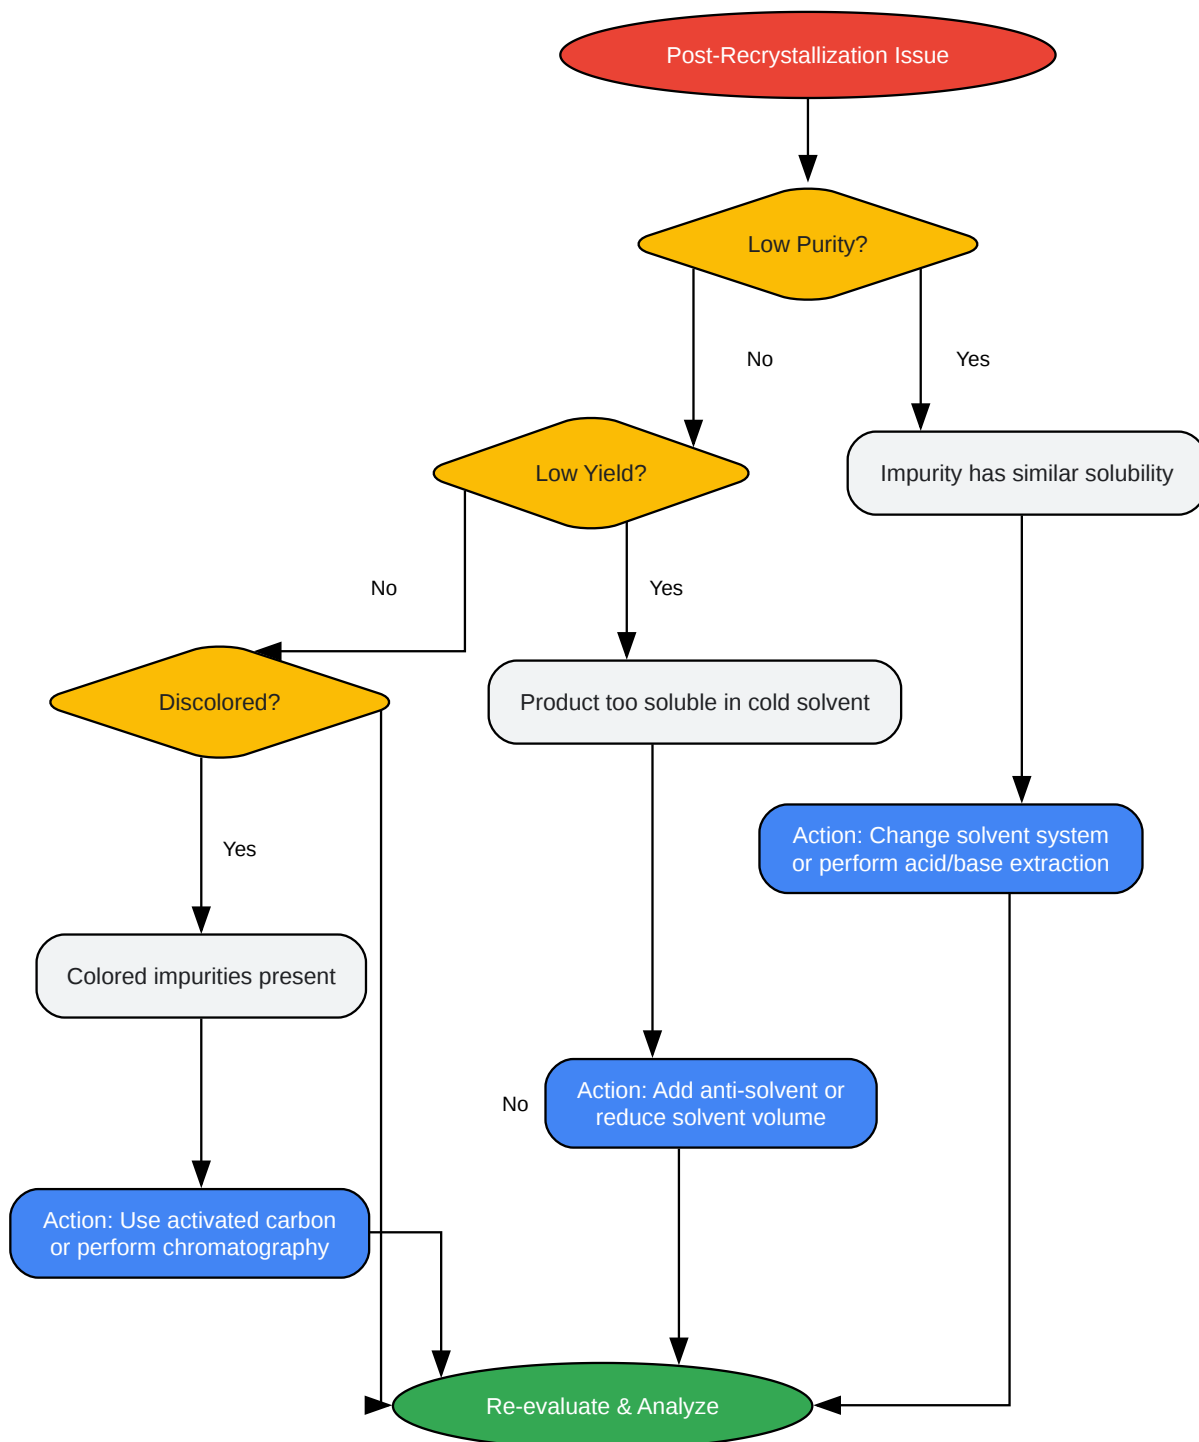 Post-Recrystallization Issue
Low Purity?
No
Yes
Low Yield?
Impurity has similar solubility
No
Yes
Discolored?
Product too soluble in cold solvent
Action: Change solvent system
or perform acid/base extraction
Yes
Colored impurities present
No
Action: Add anti-solvent or
reduce solvent volume
Action: Use activated carbon
or perform chromatography
Re-evaluate & Analyze